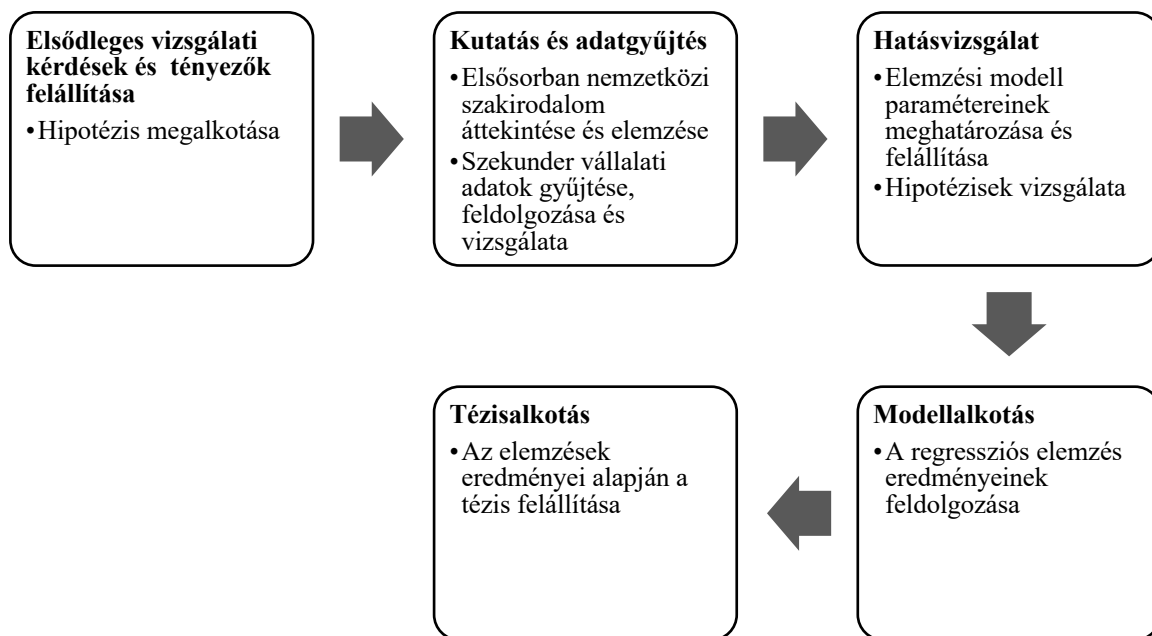 Elsődleges vizsgálati
kérdések és  tényezők
felállítása
•Hipotézis megalkotása
Kutatás és adatgyűjtés
•Elsősorban nemzetközi
szakirodalom
áttekintése és elemzése
•Szekunder vállalati
adatok gyűjtése,
feldolgozása és
vizsgálata
Hatásvizsgálat
•Elemzési modell
paramétereinek
meghatározása és
felállítása
•Hipotézisek vizsgálata
Modellalkotás
•A regressziós elemzés
eredményeinek
feldolgozása
Tézisalkotás
•Az elemzések
eredményei alapján a
tézis felállítása